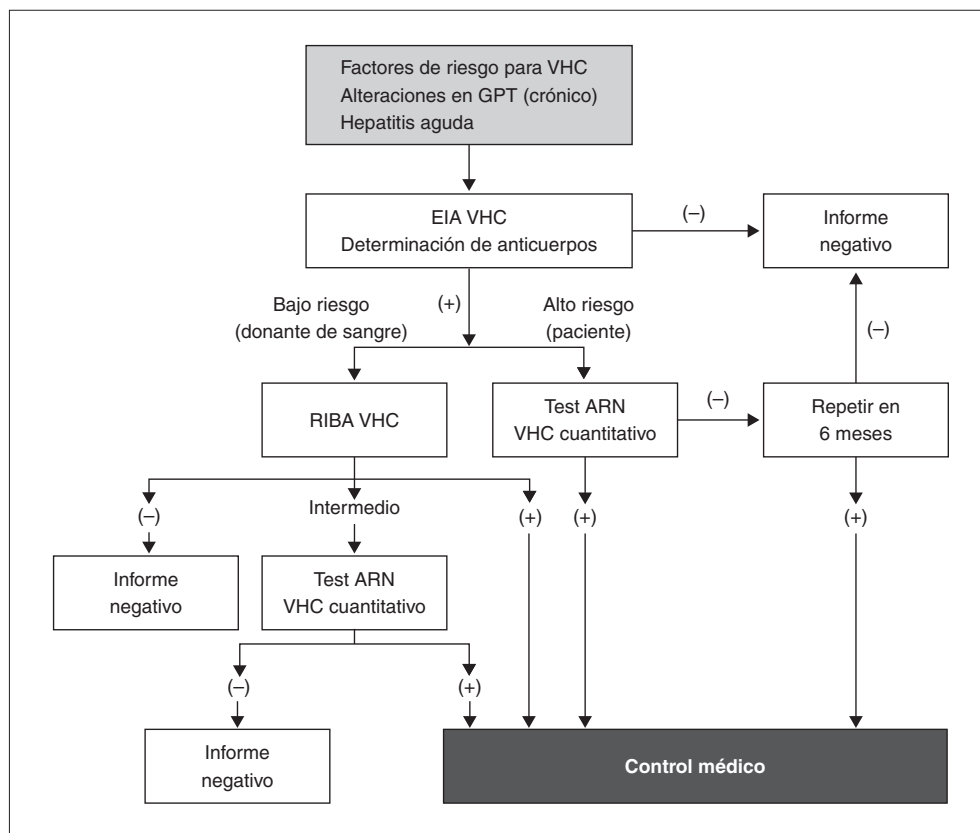 Factores de riesgo para VHC
Alteraciones en GPT (crónico)
Hepatitis aguda
EIA VHC
Determinación de anticuerpos
(–)
Informe
negativo
Bajo riesgo
(donante de sangre)
(+)
Alto riesgo
(paciente)
(–)
RIBA VHC
Test ARN
VHC cuantitativo
(–)
Repetir en
6 meses
(–)
Intermedio
(+)
(+)
(+)
Informe
negativo
Test ARN
VHC cuantitativo
(–)
(+)
Informe
negativo
Control médico